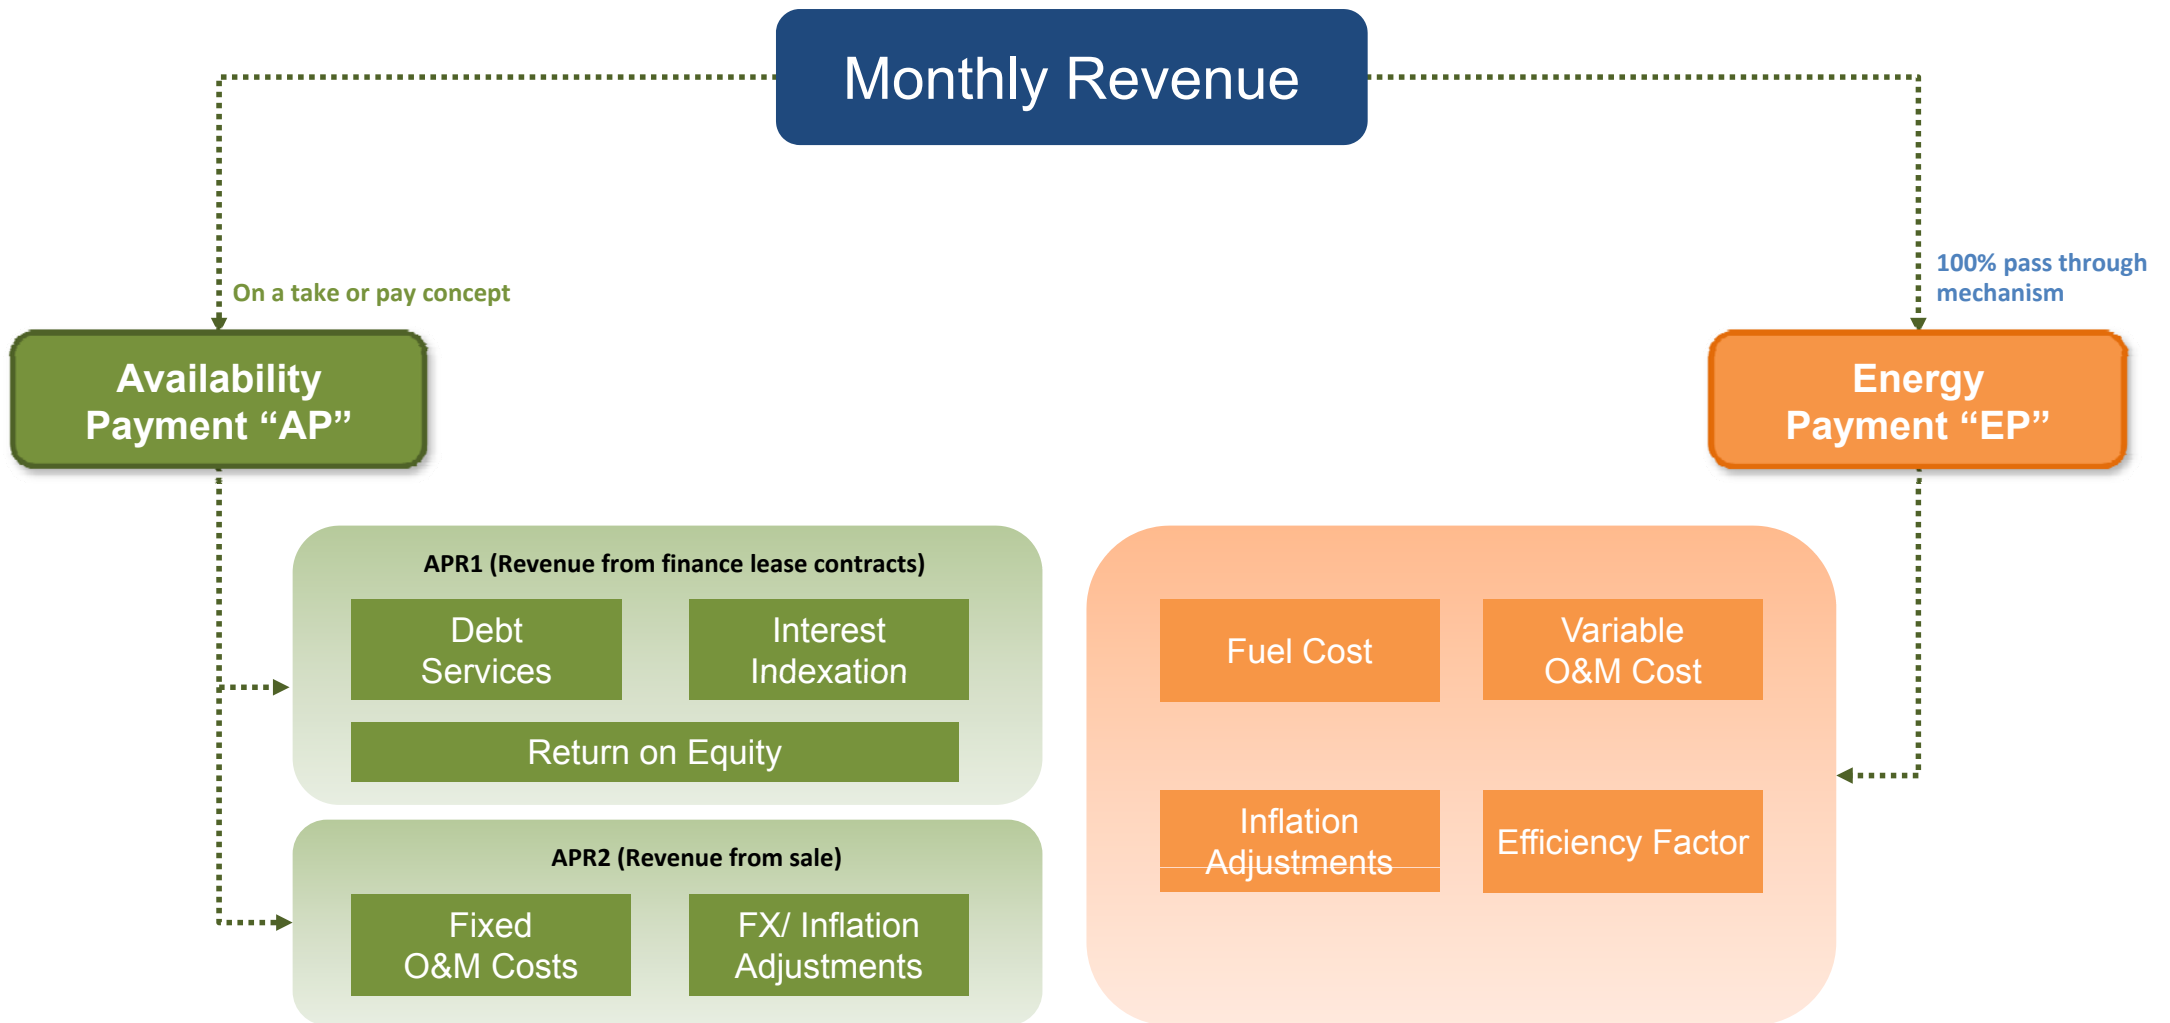 Monthly Revenue
On a take or pay concept
100% pass through
mechanism
Availability
Payment “AP”
Energy
Payment “EP”
APR1 (Revenue from finance lease contracts)
Debt
Services
Interest
Indexation
Return on Equity
Fuel Cost
Variable
O&M Cost
Inflation
Adjustments
Efficiency Factor
APR2 (Revenue from sale)
Fixed
O&M Costs
FX/ Inflation
Adjustments